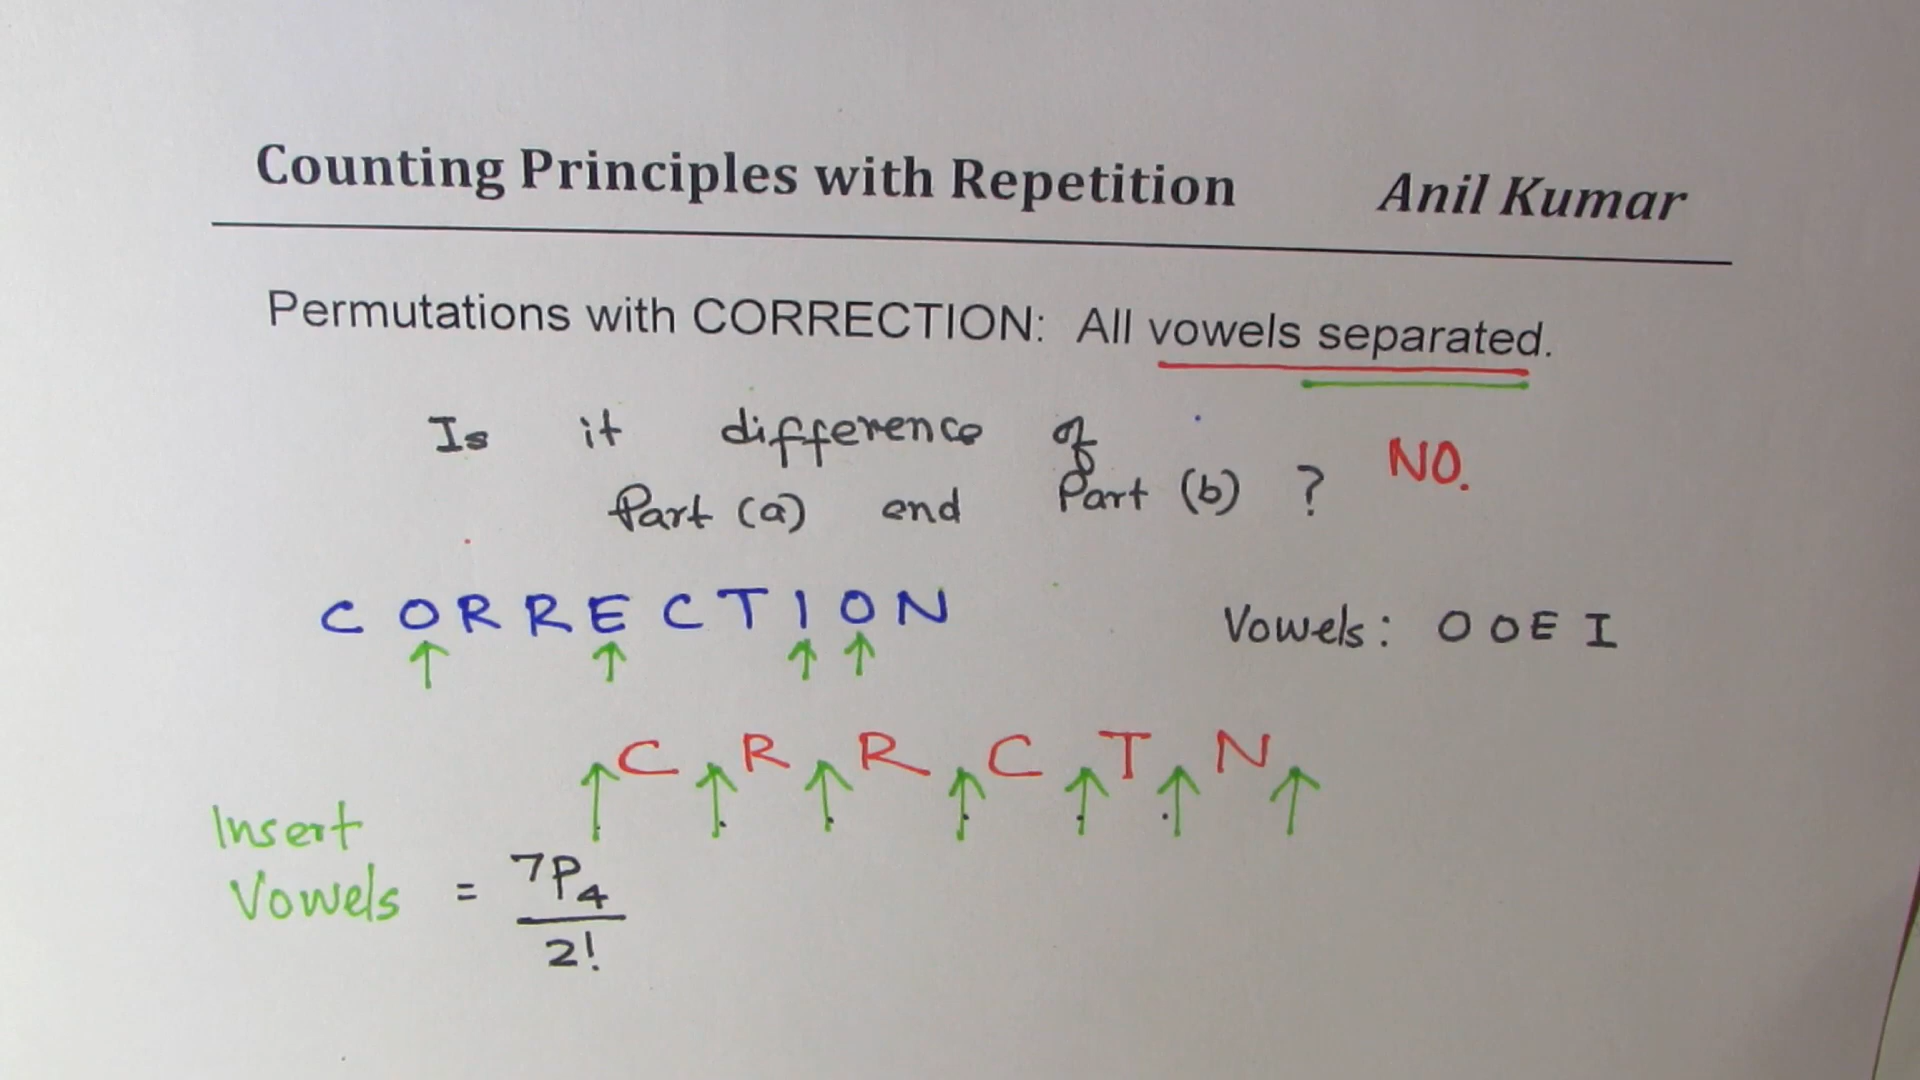 Counting Principles with Repetition Anil Kumar
Permutations with CORRECTION: All vowels separated.
Is it difference of
Part (a) and Part (b) ? NO.
C O R R E C T I O N Vowels: O O E I
C R R C T N
Insert
Vowels = 7P4
2!